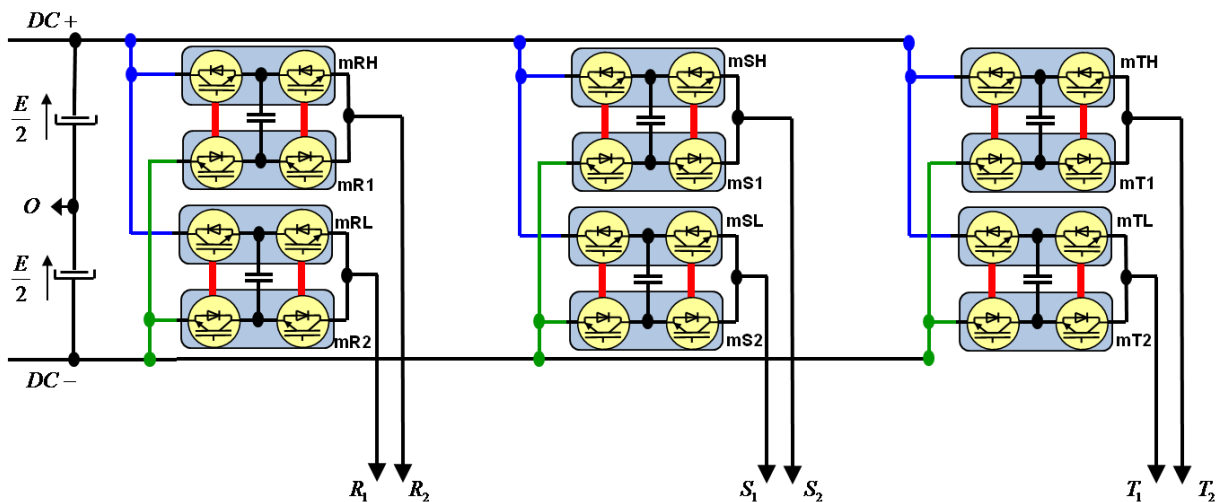 DC +
mRH
mSH
mTH
E
2
mR1
mS1
mT1
O
mRL
mSL
mTL
E
2
mR2
mS2
mT2
DC −
R₁ R₂
S₁ S₂
T₁ T₂